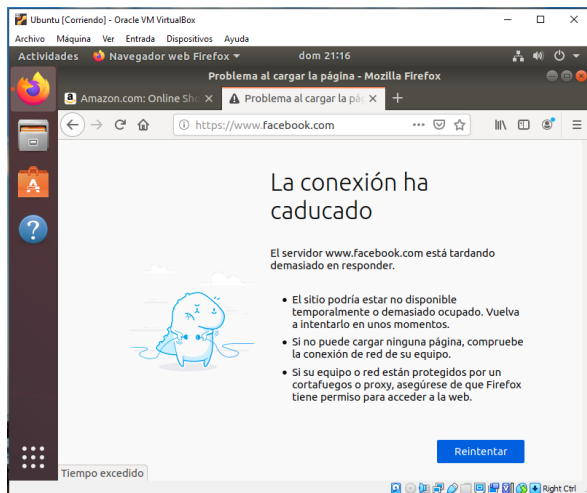 Ubuntu [Corriendo] - Oracle VM VirtualBox
Archivo Máquina Ver Entrada Dispositivos Ayuda
Actividades Navegador web Firefox dom 21:16
Problema al cargar la página - Mozilla Firefox
Amazon.com: Online Sho Problema al cargar la pág
https://www.facebook.com
La conexión ha
caducado
El servidor www.facebook.com está tardando
demasiado en responder.
• El sitio podría estar no disponible
temporalmente o demasiado ocupado. Vuelva
a intentarlo en unos momentos.
• Si no puede cargar ninguna página, compruebe
la conexión de red de su equipo.
• Si su equipo o red están protegidos por un
cortafuegos o proxy, asegúrese de que Firefox
tiene permiso para acceder a la web.
Reintentar
Tiempo excedido
Right Ctrl